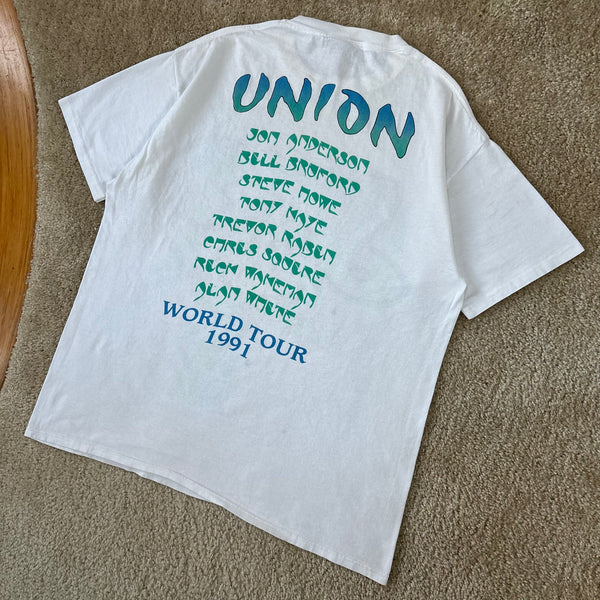 UNION
JON ANDERSON
BILL BRUFORD
STEVE HOWE
TONY KAYE
TREVOR RABIN
CHRIS SQUIRE
RICK WAKEMAN
ALAN WHITE
WORLD TOUR
1991